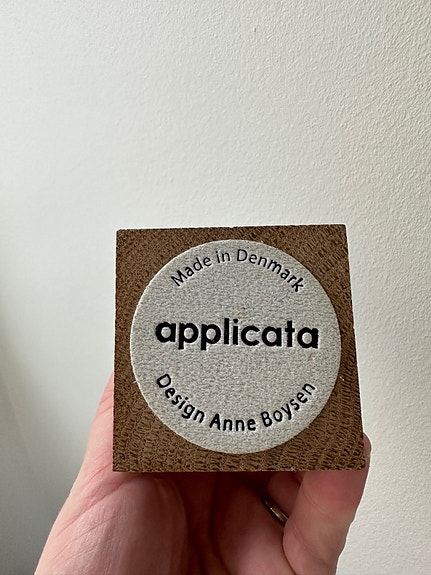 Made in Denmark
applicata
Design Anne Boysen